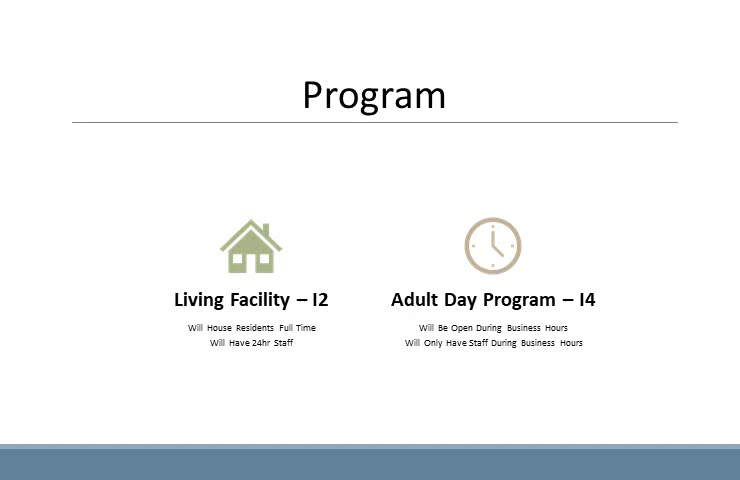 Program
Living Facility – I2
Will House Residents Full Time
Will Have 24hr Staff
Adult Day Program – I4
Will Be Open During Business Hours
Will Only Have Staff During Business Hours